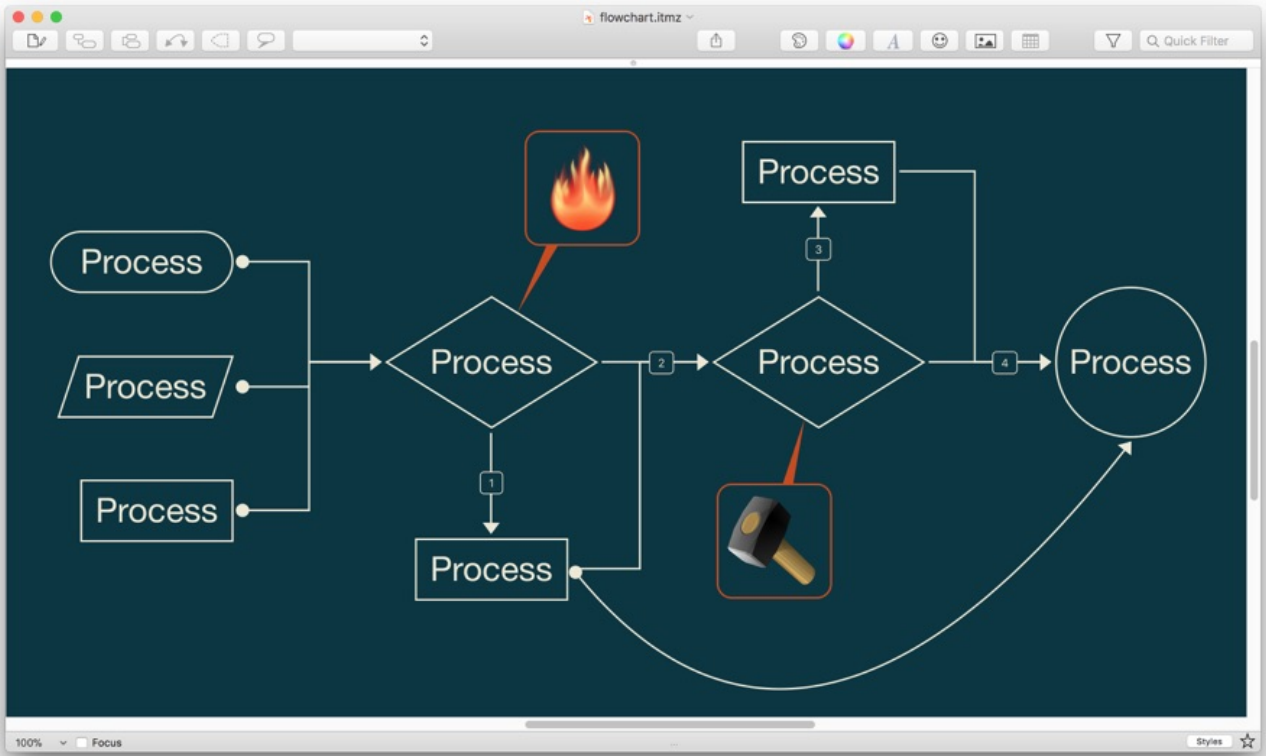 flowchart.itmz
A
Quick Filter
Process
Process
Process
Process
1
Process
2
Process
3
Process
4
Process
100%
Focus
Styles